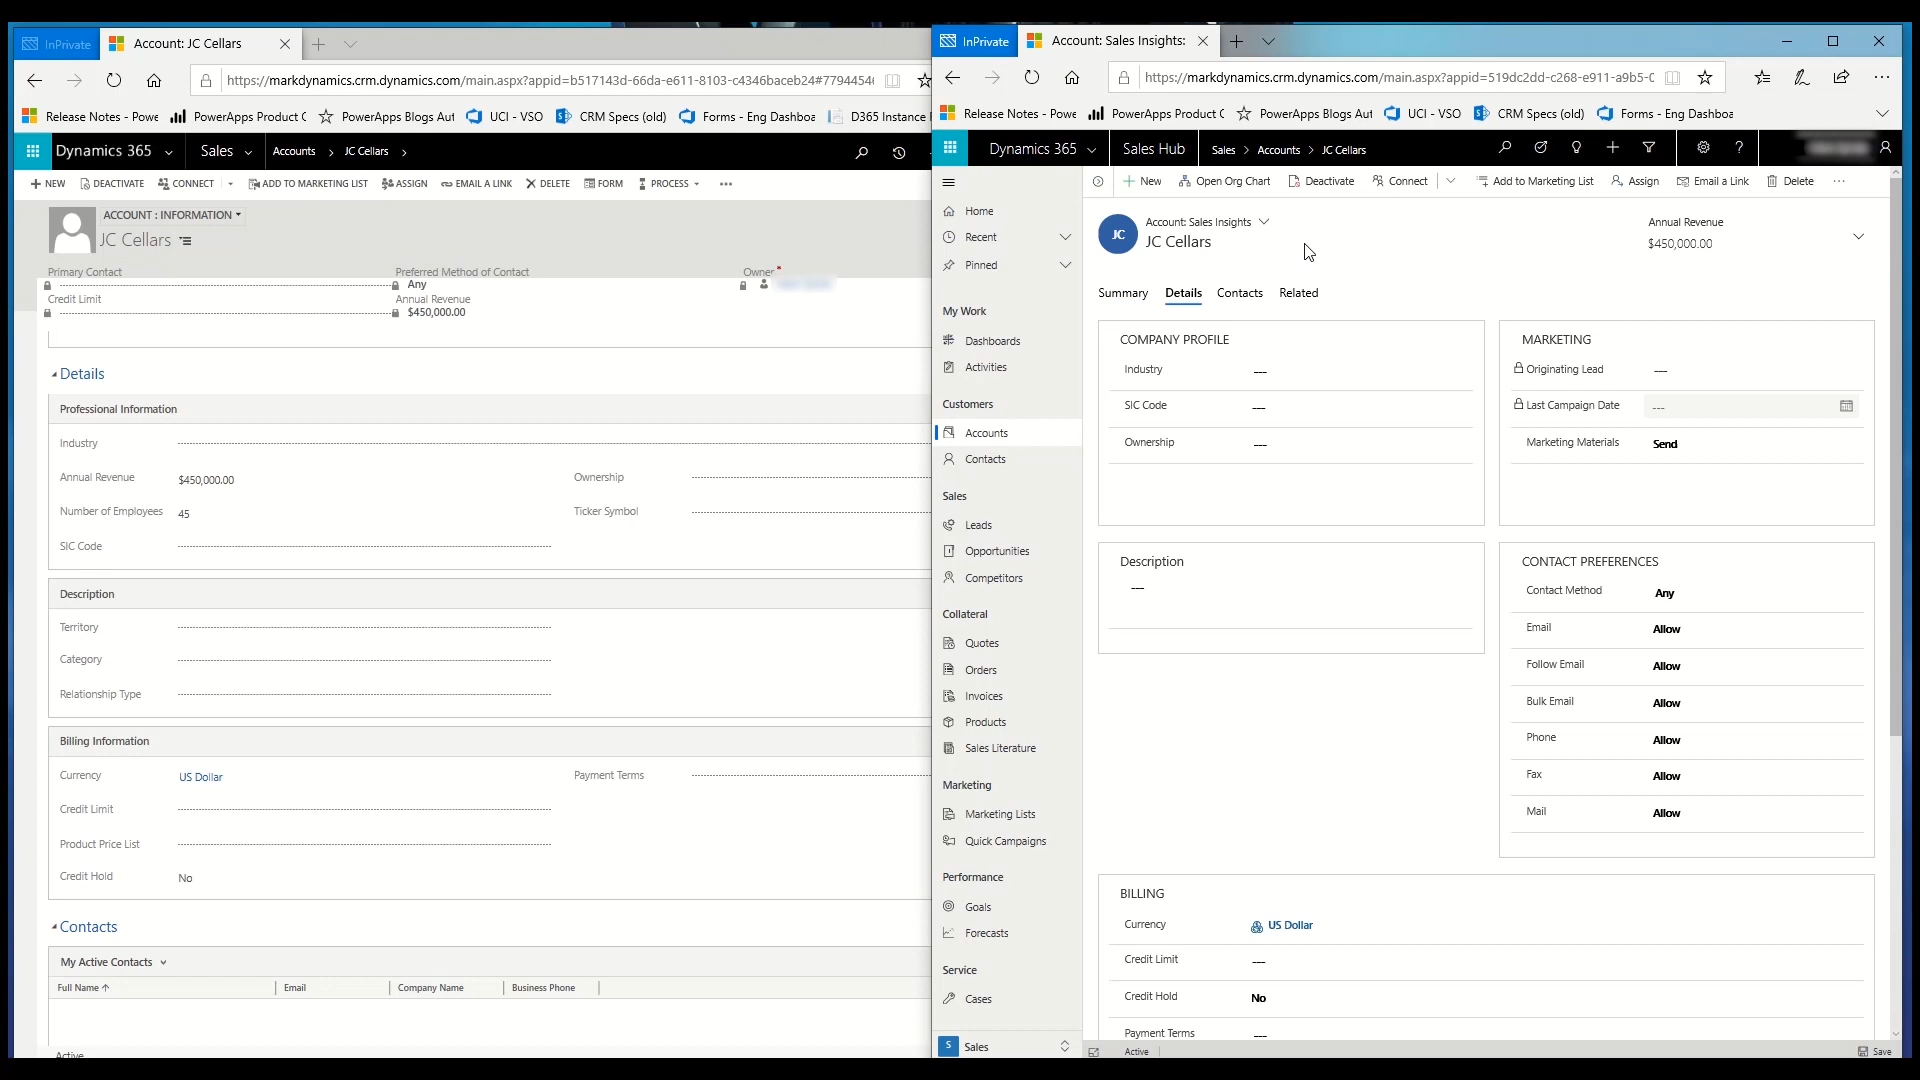 InPrivate
Account: JC Cellars
https://markdynamics.crm.dynamics.com/main.aspx?appid=b517143d-66da-e611-8103-c4346baceb24#7794454
Release Notes - Powe
PowerApps Product C
PowerApps Blogs Aut
UCI - VSO
CRM Specs (old)
Forms - Eng Dashboa
D365 Instance
Dynamics 365
Sales
Accounts
JC Cellars
NEW
DEACTIVATE
CONNECT
ADD TO MARKETING LIST
ASSIGN
EMAIL A LINK
DELETE
FORM
PROCESS
ACCOUNT : INFORMATION
JC Cellars
Primary Contact
Preferred Method of Contact
Any
Owner*
Credit Limit
Annual Revenue
$450,000.00
Details
Professional Information
Industry
Annual Revenue
$450,000.00
Ownership
Number of Employees
45
Ticker Symbol
SIC Code
Description
Territory
Category
Relationship Type
Billing Information
Currency
US Dollar
Payment Terms
Credit Limit
Product Price List
Credit Hold
No
Contacts
My Active Contacts
Full Name
Email
Company Name
Business Phone
Active
InPrivate
Account: Sales Insights:
https://markdynamics.crm.dynamics.com/main.aspx?appid=519dc2dd-c268-e911-a9b5-0
Release Notes - Powe
PowerApps Product C
PowerApps Blogs Aut
UCI - VSO
CRM Specs (old)
Forms - Eng Dashboa
Dynamics 365
Sales Hub
Sales > Accounts > JC Cellars
New
Open Org Chart
Deactivate
Connect
Add to Marketing List
Assign
Email a Link
Delete
Home
Recent
Pinned
My Work
Dashboards
Activities
Customers
Accounts
Contacts
Sales
Leads
Opportunities
Competitors
Collateral
Quotes
Orders
Invoices
Products
Sales Literature
Marketing
Marketing Lists
Quick Campaigns
Performance
Goals
Forecasts
Service
Cases
S
Sales
JC
Account: Sales Insights
JC Cellars
Annual Revenue
$450,000.00
Summary
Details
Contacts
Related
COMPANY PROFILE
Industry
---
SIC Code
---
Ownership
---
MARKETING
Originating Lead
---
Last Campaign Date
---
Marketing Materials
Send
Description
---
CONTACT PREFERENCES
Contact Method
Any
Email
Allow
Follow Email
Allow
Bulk Email
Allow
Phone
Allow
Fax
Allow
Mail
Allow
BILLING
Currency
US Dollar
Credit Limit
---
Credit Hold
No
Payment Terms
---
Active
Save